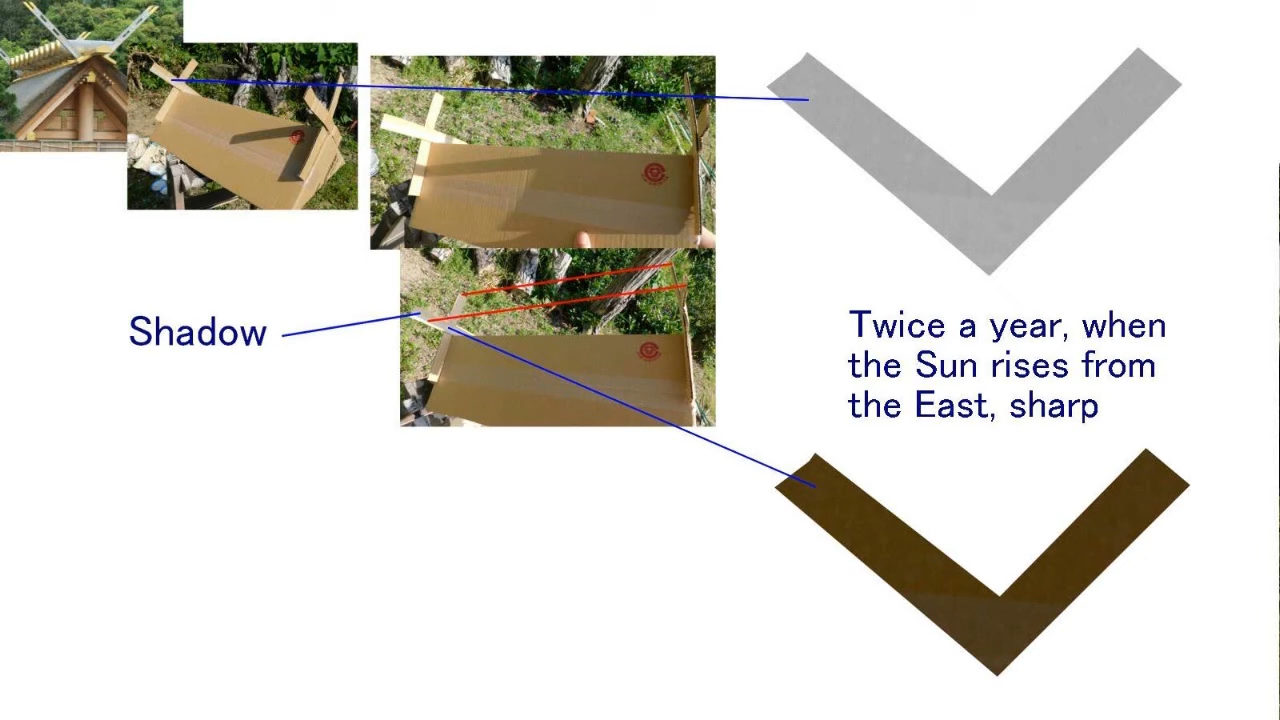 Shadow
Twice a year, when
the Sun rises from
the East, sharp